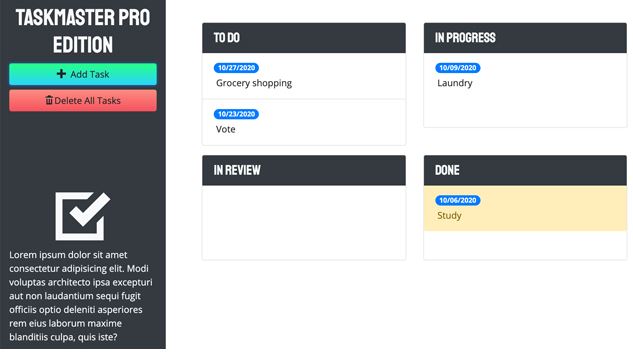 TASKMASTER PRO
EDITION
Add Task
Delete All Tasks
Lorem ipsum dolor sit amet
consectetur adipisicing elit. Modi
voluptas architecto ipsa excepturi
aut non laudantium sequi fugit
officiis optio deleniti asperiores
rem eius laborum maxime
blanditiis culpa, quis iste?
TO DO
10/27/2020
Grocery shopping
10/23/2020
Vote
IN PROGRESS
10/09/2020
Laundry
IN REVIEW
DONE
10/06/2020
Study